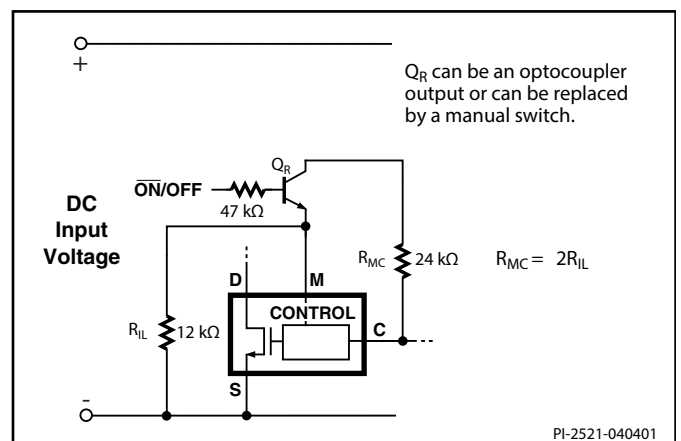 +
QR can be an optocoupler
output or can be replaced
by a manual switch.
QR
ON/OFF
47 kΩ
DC
Input
Voltage
RMC
24 kΩ
RMC = 2RIL
D
M
CONTROL
C
RIL
12 kΩ
S
-
PI-2521-040401